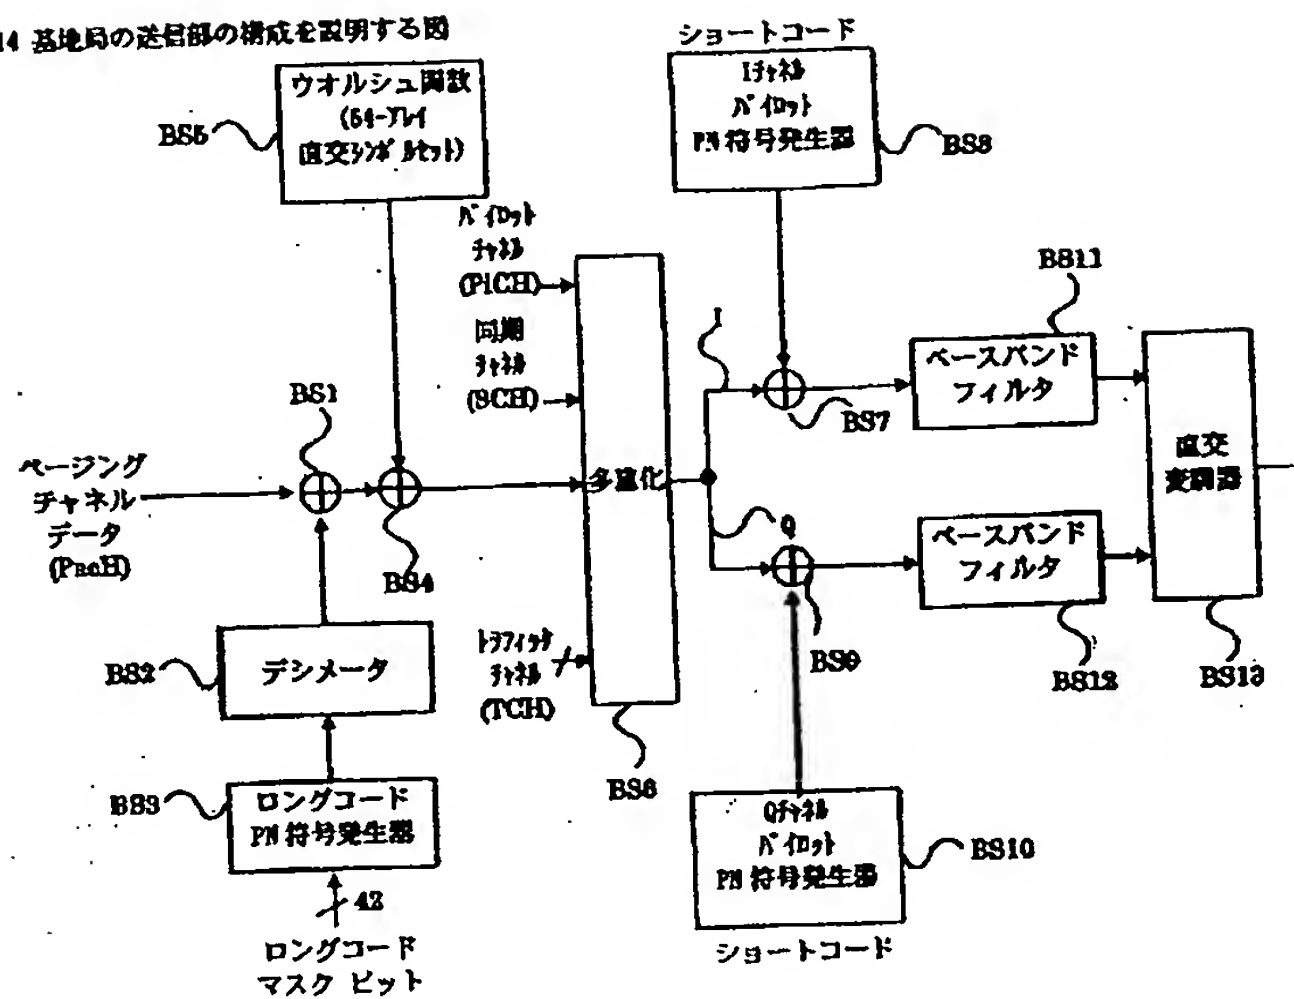 14 基地局の送信部の構成を説明する図
ショートコード
ウオルシュ関数
(64-アレイ
直交シンボルセット)
BS5
Iチャネル
パイロット
PN 符号発生器
BS8
パイロット
チャネル
(PiCH)
同期
チャネル
(SCH)
BS11
I
ベースバンド
フィルタ
BS7
BS1
ページング
チャネル
データ
(PAGH)
多重化
直交
変調器
Q
ベースバンド
フィルタ
BS4
BS9
BS12
BS13
トラフィック
チャネル
(TCH)
BS2
デシメータ
BS6
BS3
ロングコード
PN 符号発生器
Qチャネル
パイロット
PN 符号発生器
BS10
42
ロングコード
マスク ビット
ショートコード